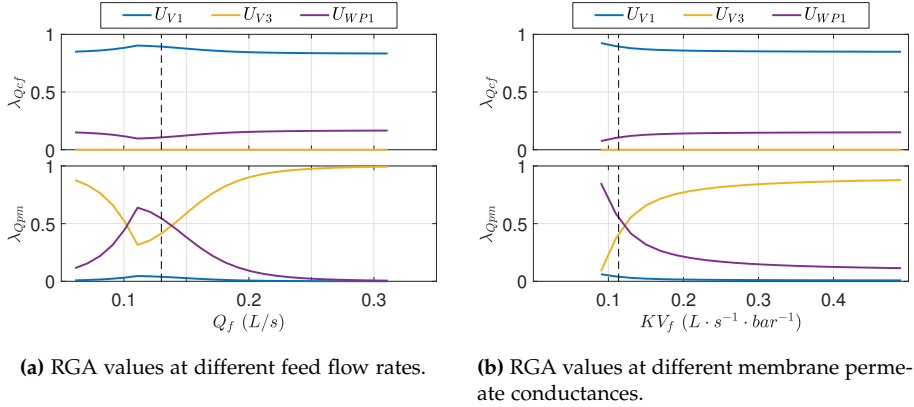 U_{V1} U_{V3} U_{WP1}
1
0.5
0
λ_{Qcf}
1
0.5
0
λ_{Qpm}
0.1 0.2 0.3
Q_f (L/s)
(a) RGA values at different feed flow rates.
U_{V1} U_{V3} U_{WP1}
1
0.5
0
λ_{Qcf}
1
0.5
0
λ_{Qpm}
0.1 0.2 0.3 0.4
KV_f (L · s^{-1} · bar^{-1})
(b) RGA values at different membrane perme-
ate conductances.